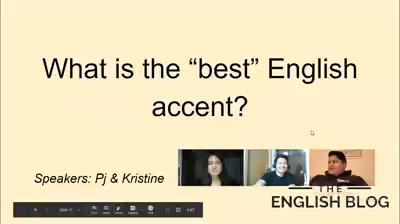 What is the “best” English
accent?
Speakers: Pj & Kristine
THE
ENGLISH BLOG